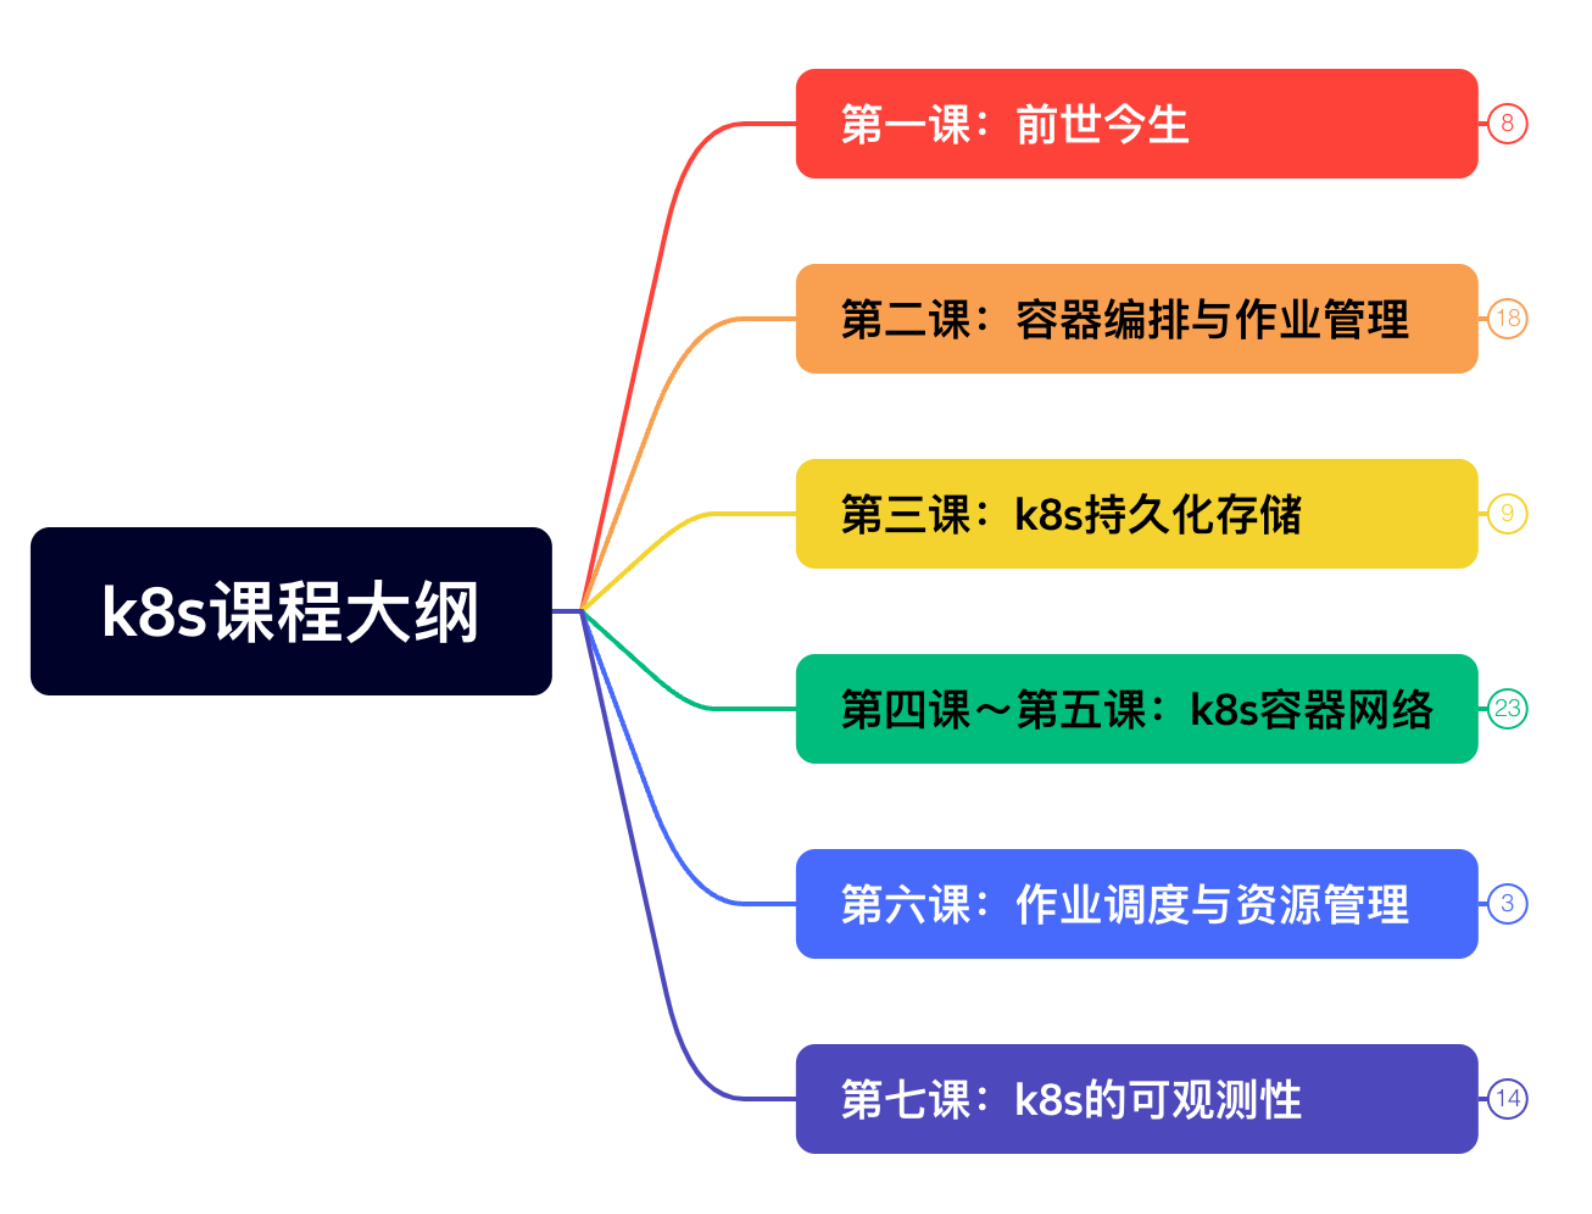 第一课：前世今生
8
第二课：容器编排与作业管理
18
第三课：k8s持久化存储
9
k8s课程大纲
第四课～第五课：k8s容器网络
23
第六课：作业调度与资源管理
3
第七课：k8s的可观测性
14